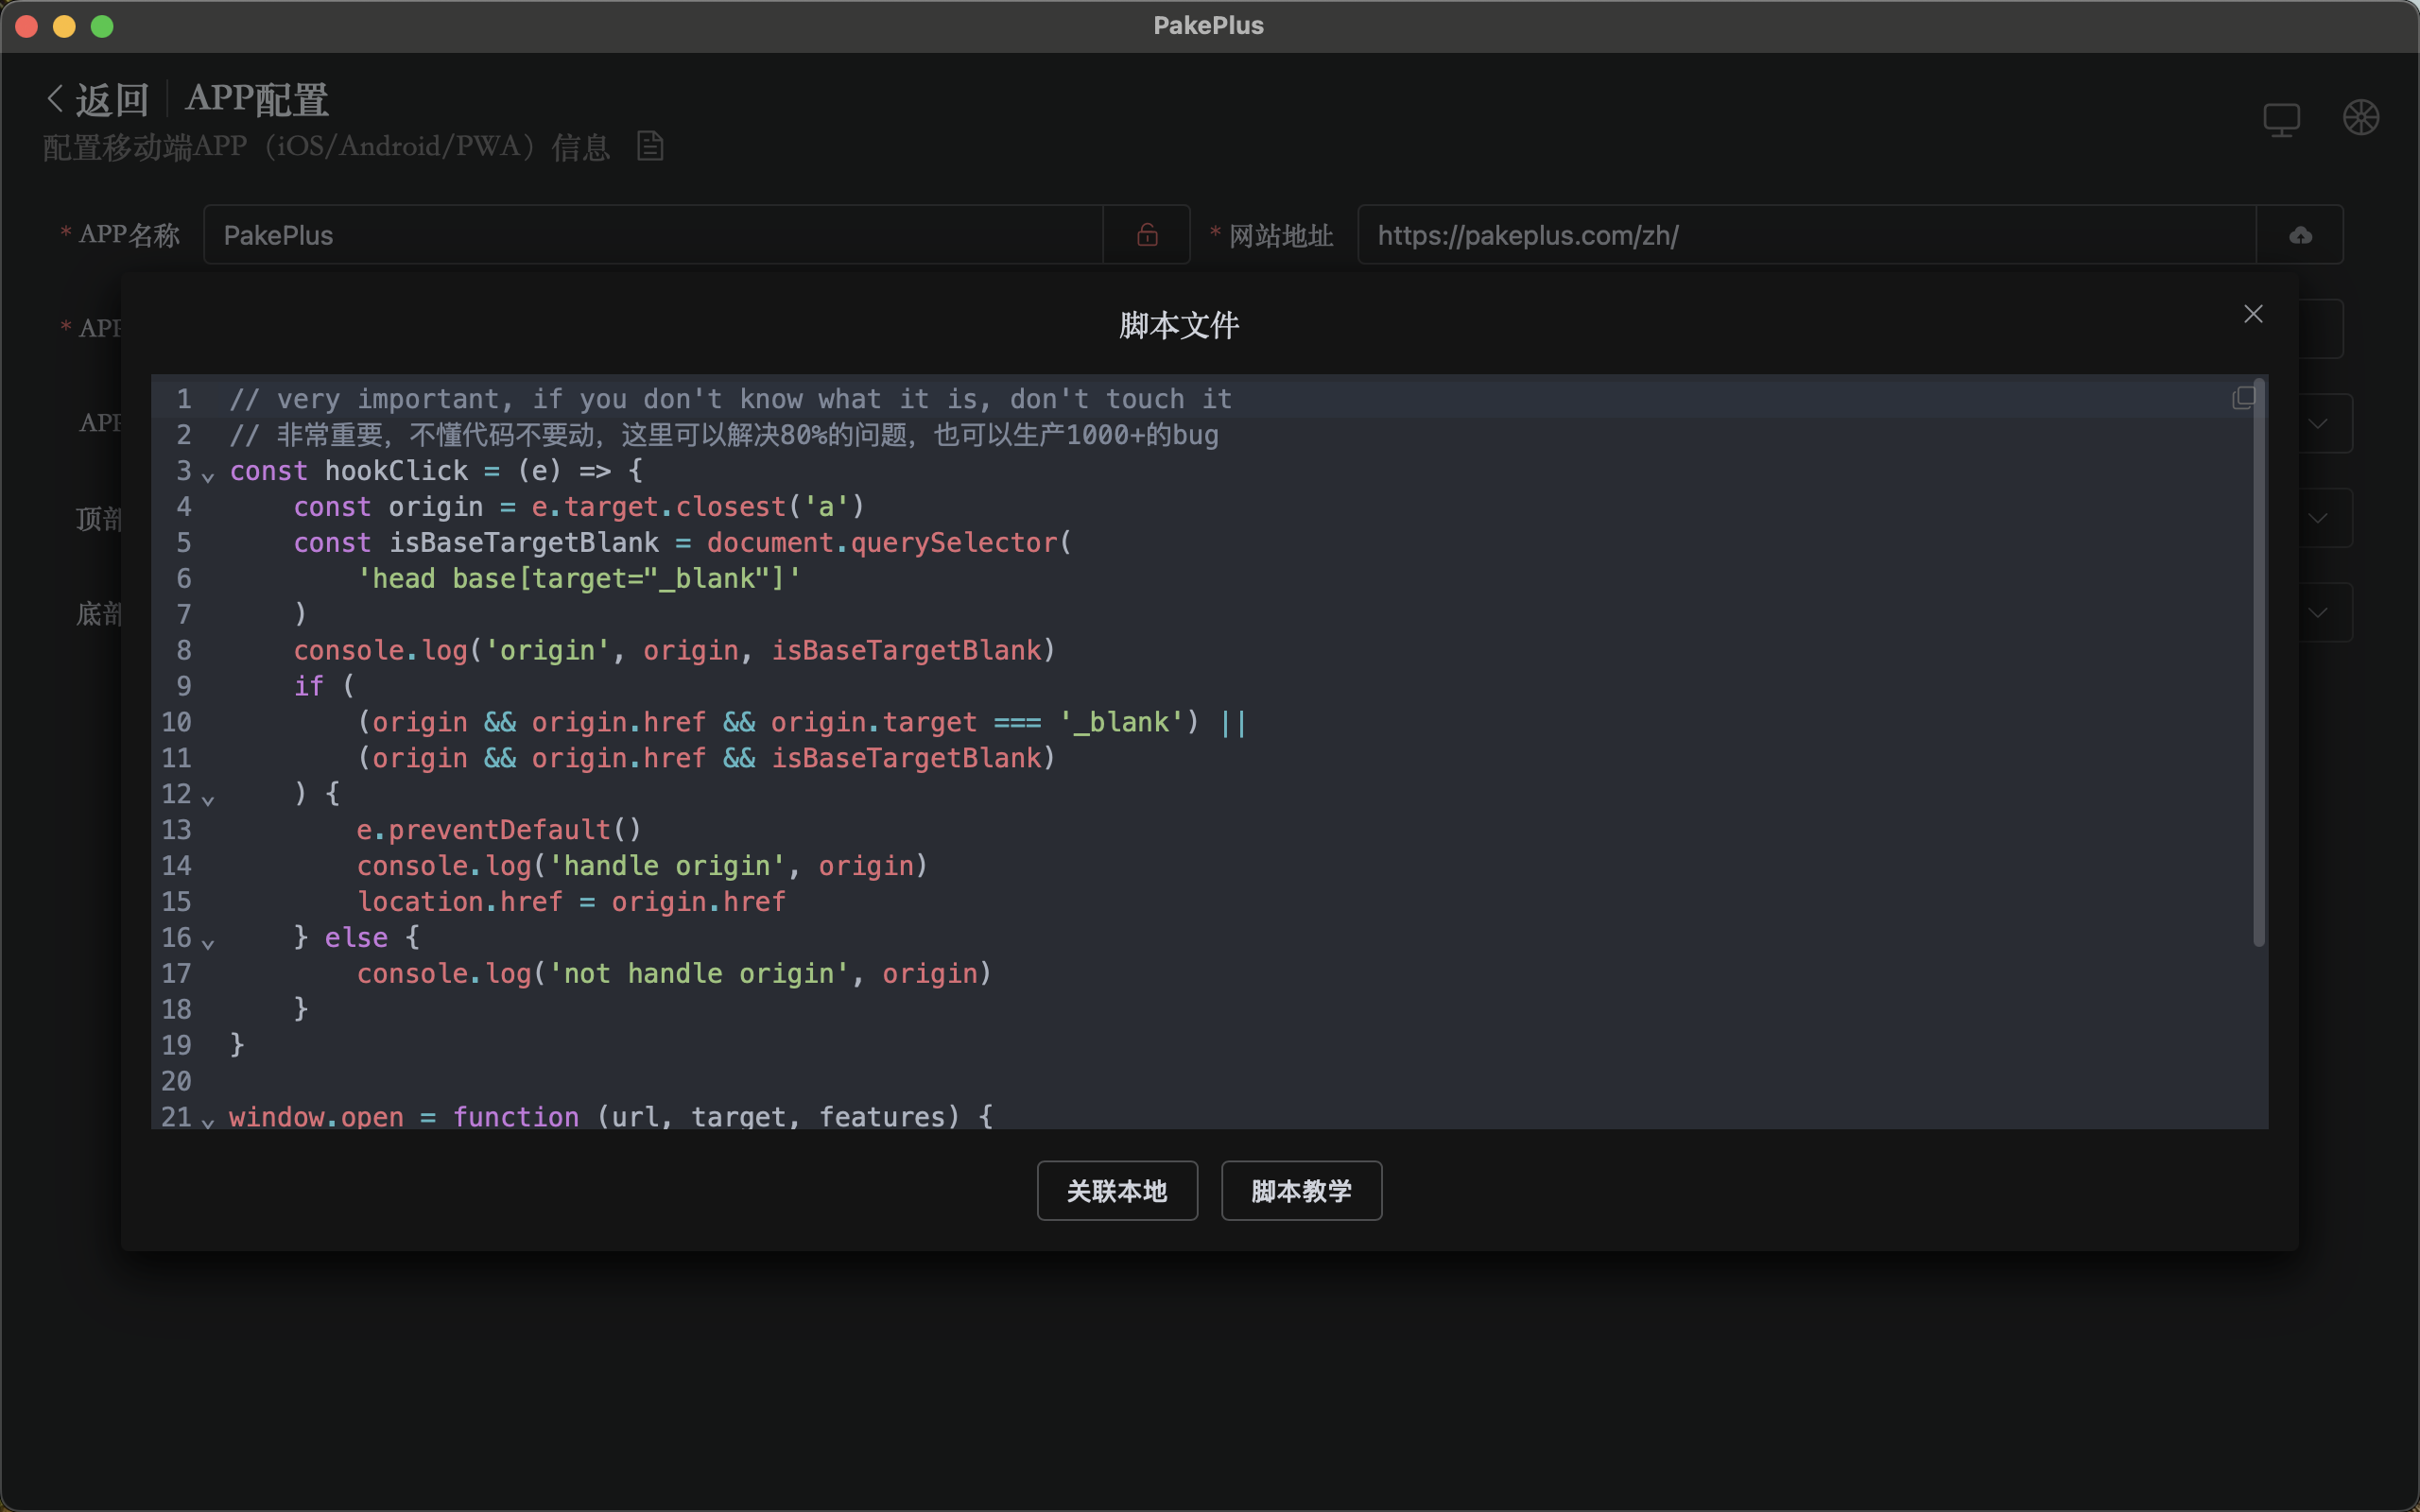 PakePlus
返回 APP配置
配置移动端APP（iOS/Android/PWA）信息
* APP名称 PakePlus * 网站地址 https://pakeplus.com/zh/
* APP
脚本文件
APP
顶部
底部
1 // very important, if you don't know what it is, don't touch it
2 // 非常重要，不懂代码不要动，这里可以解决80%的问题，也可以生产1000+的bug
3 const hookClick = (e) => {
4 const origin = e.target.closest('a')
5 const isBaseTargetBlank = document.querySelector(
6 'head base[target="_blank"]'
7 )
8 console.log('origin', origin, isBaseTargetBlank)
9 if (
10 (origin && origin.href && origin.target === '_blank') ||
11 (origin && origin.href && isBaseTargetBlank)
12 ) {
13 e.preventDefault()
14 console.log('handle origin', origin)
15 location.href = origin.href
16 } else {
17 console.log('not handle origin', origin)
18 }
19 }
20
21 window.open = function (url, target, features) {
关联本地 脚本教学